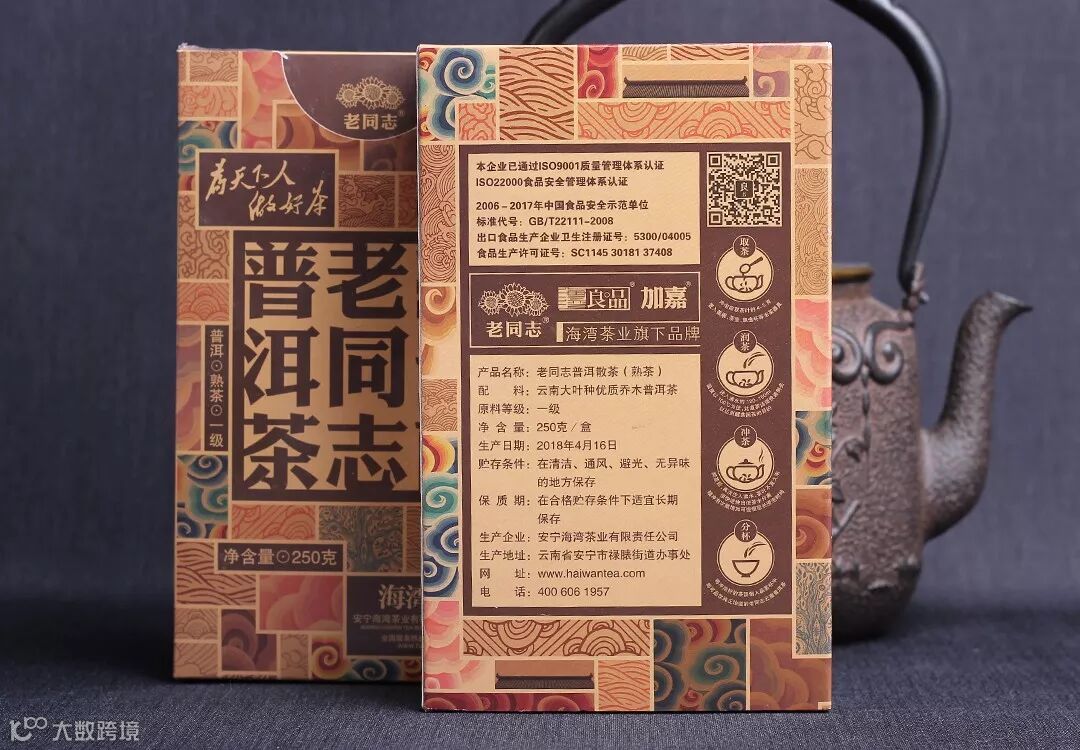 老同志®
为天下人
做好茶
老同志
普洱茶
普洱⊙熟茶⊙一级
净含量⊙250克
海湾
安宁海湾茶业有
本企业已通过ISO9001质量管理体系认证
ISO22000食品安全管理体系认证
2006-2017年中国食品安全示范单位
标准代号：GB/T22111-2008
出口食品生产企业卫生注册证号：5300/04005
食品生产许可证号：SC1145 30181 37408
良
老同志®
良品®
加嘉®
海湾茶业旗下品牌
产品名称：老同志普洱散茶（熟茶）
配 料：云南大叶种优质乔木普洱茶
原料等级：一级
净 含 量：250克／盒
生产日期：2018年4月16日
贮存条件：在清洁、通风、避光、无异味
的地方保存
保 质 期：在合格贮存条件下适宜长期
保存
生产企业：安宁海湾茶业有限责任公司
生产地址：云南省安宁市禄脿街道办事处
网 址：www.haiwantea.com
电 话：400 606 1957
取茶
润茶
冲茶
分杯
大数跨境